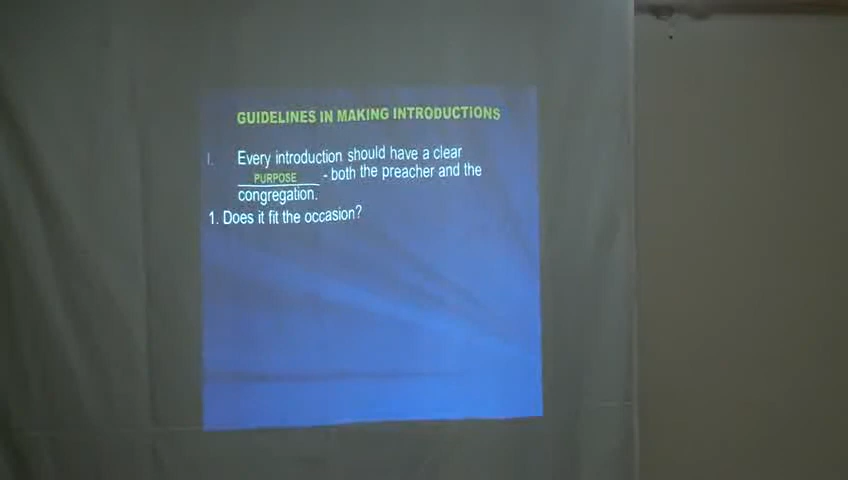 GUIDELINES IN MAKING INTRODUCTIONS
I. Every introduction should have a clear
PURPOSE - both the preacher and the
congregation.
1. Does it fit the occasion?